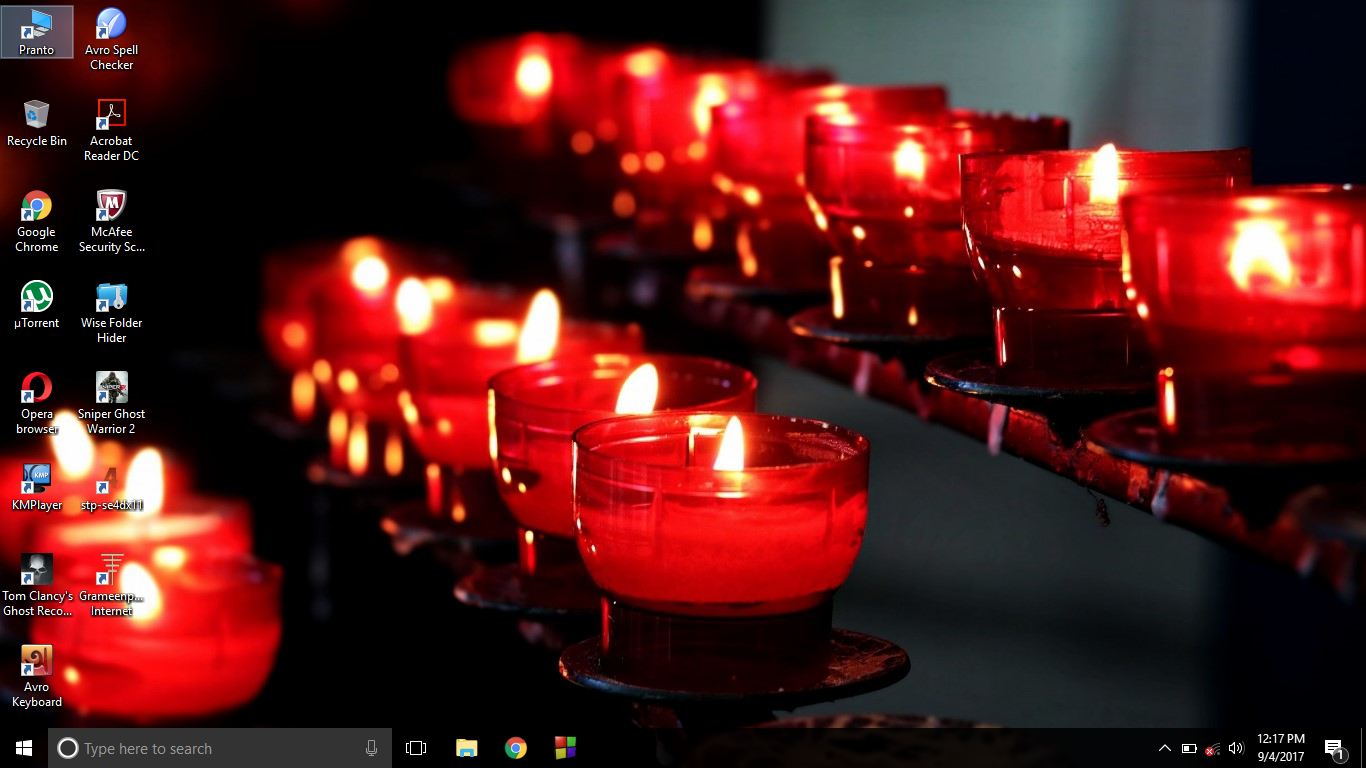 Pranto
Avro Spell
Checker
Recycle Bin
Acrobat
Reader DC
Google
Chrome
McAfee
Security Sc...
µTorrent
Wise Folder
Hider
Opera
browser
Sniper Ghost
Warrior 2
KMPlayer
stp-se4dx11
Tom Clancy's
Ghost Reco...
Grameenp...
Internet
Avro
Keyboard
Type here to search
12:17 PM
9/4/2017
1